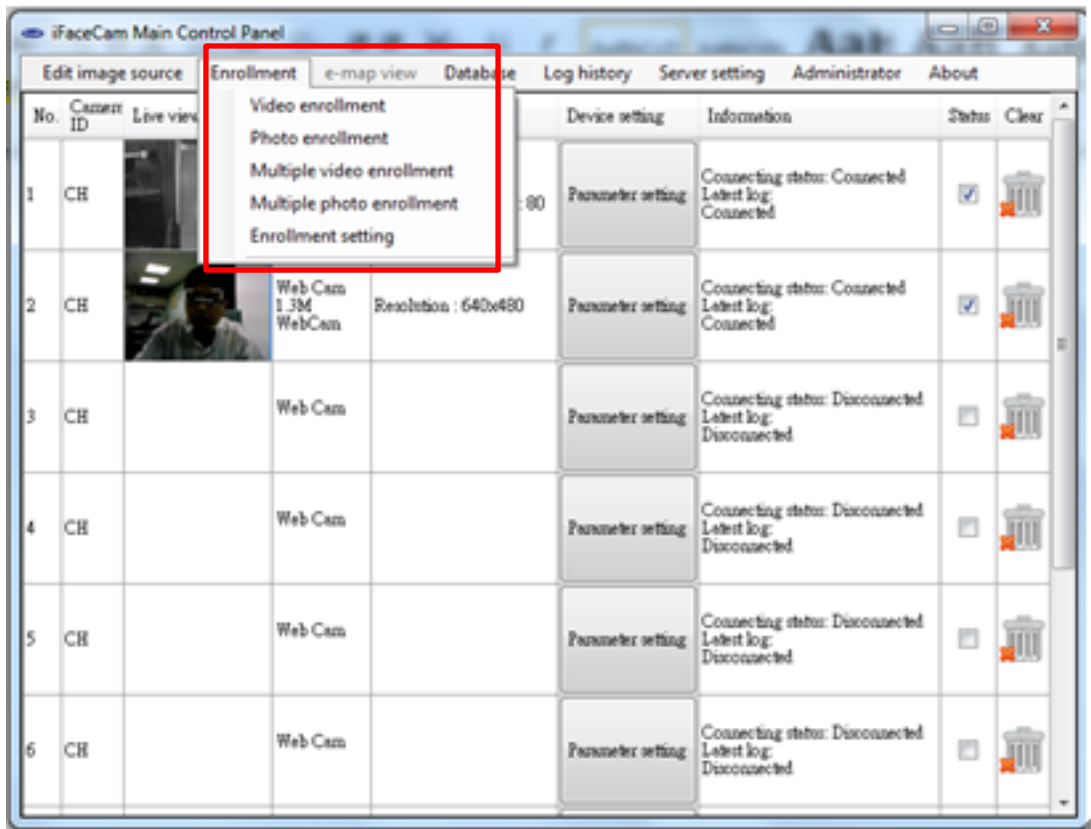 iFaceCam Main Control Panel
Edit image source Enrollment e-map view Database Log history Server setting Administrator About
No. Camera ID Live view Device setting Information Status Clear
Video enrollment
Photo enrollment
Multiple video enrollment
Multiple photo enrollment
Enrollment setting
1 CH : 80 Parameter setting
Connecting status: Connected
Latest log:
Connected
2 CH
Web Cam
1.3M
WebCam
Resolution : 640x480
Parameter setting
Connecting status: Connected
Latest log:
Connected
3 CH Web Cam Parameter setting
Connecting status: Disconnected
Latest log:
Disconnected
4 CH Web Cam Parameter setting
Connecting status: Disconnected
Latest log:
Disconnected
5 CH Web Cam Parameter setting
Connecting status: Disconnected
Latest log:
Disconnected
6 CH Web Cam Parameter setting
Connecting status: Disconnected
Latest log:
Disconnected